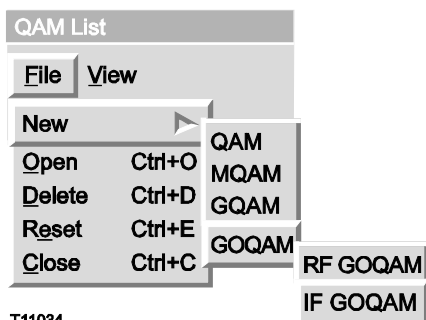 QAM List
File View
New
Open Ctrl+O
Delete Ctrl+D
Reset Ctrl+E
Close Ctrl+C
QAM
MQAM
GQAM
GOQAM
RF GOQAM
IF GOQAM
T11034